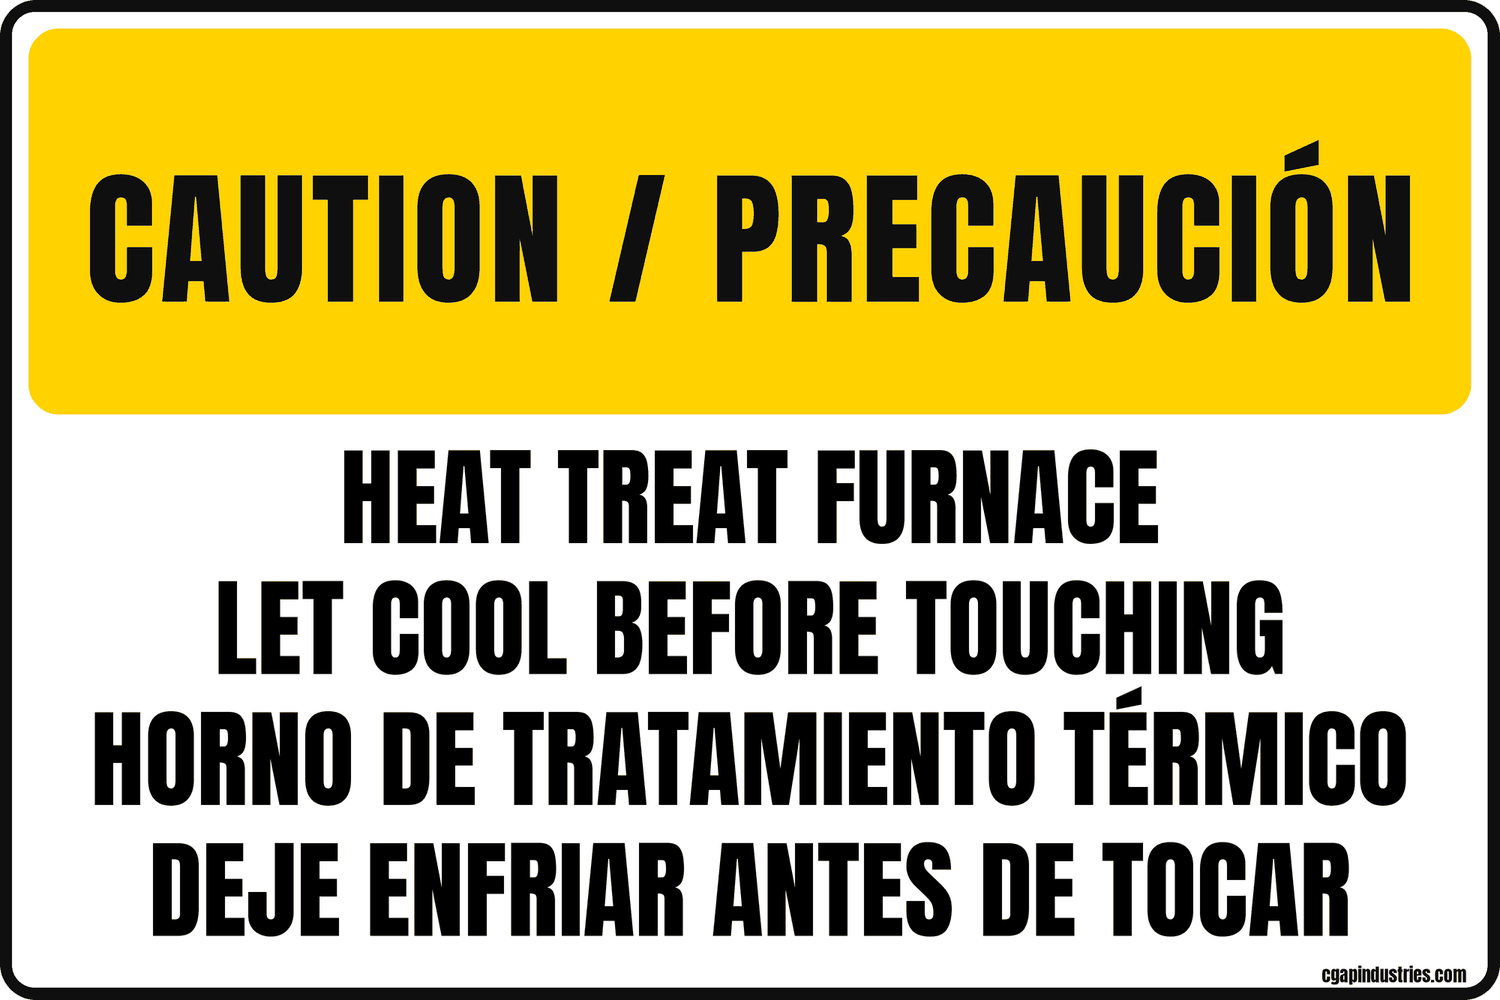 CAUTION / PRECAUCIÓN
HEAT TREAT FURNACE
LET COOL BEFORE TOUCHING
HORNO DE TRATAMIENTO TÉRMICO
DEJE ENFRIAR ANTES DE TOCAR
cgapindustries.com